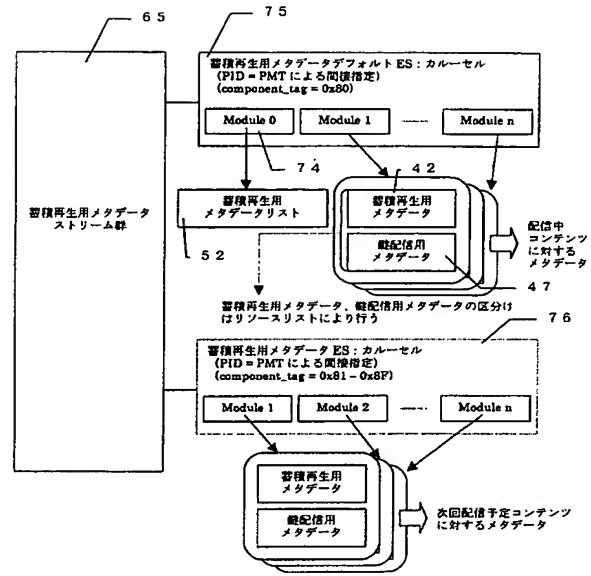 65
75
蓄積再生用メタデータデフォルトES：カルーセル
(PID = PMTによる間接指定)
(component_tag = 0x80)
Module 0
Module 1
Module n
74
42
蓄積再生用メタデータ
ストリーム群
蓄積再生用
メタデータリスト
52
蓄積再生用
メタデータ
鍵配信用
メタデータ
配信中
コンテンツ
に対する
メタデータ
47
蓄積再生用メタデータ、鍵配信用メタデータの区分け
はリソースリストにより行う
76
蓄積再生用メタデータES：カルーセル
(PID = PMTによる間接指定)
(component_tag = 0x81 - 0x8F)
Module 1
Module 2
Module n
蓄積再生用
メタデータ
鍵配信用
メタデータ
次回配信予定コンテンツ
に対するメタデータ